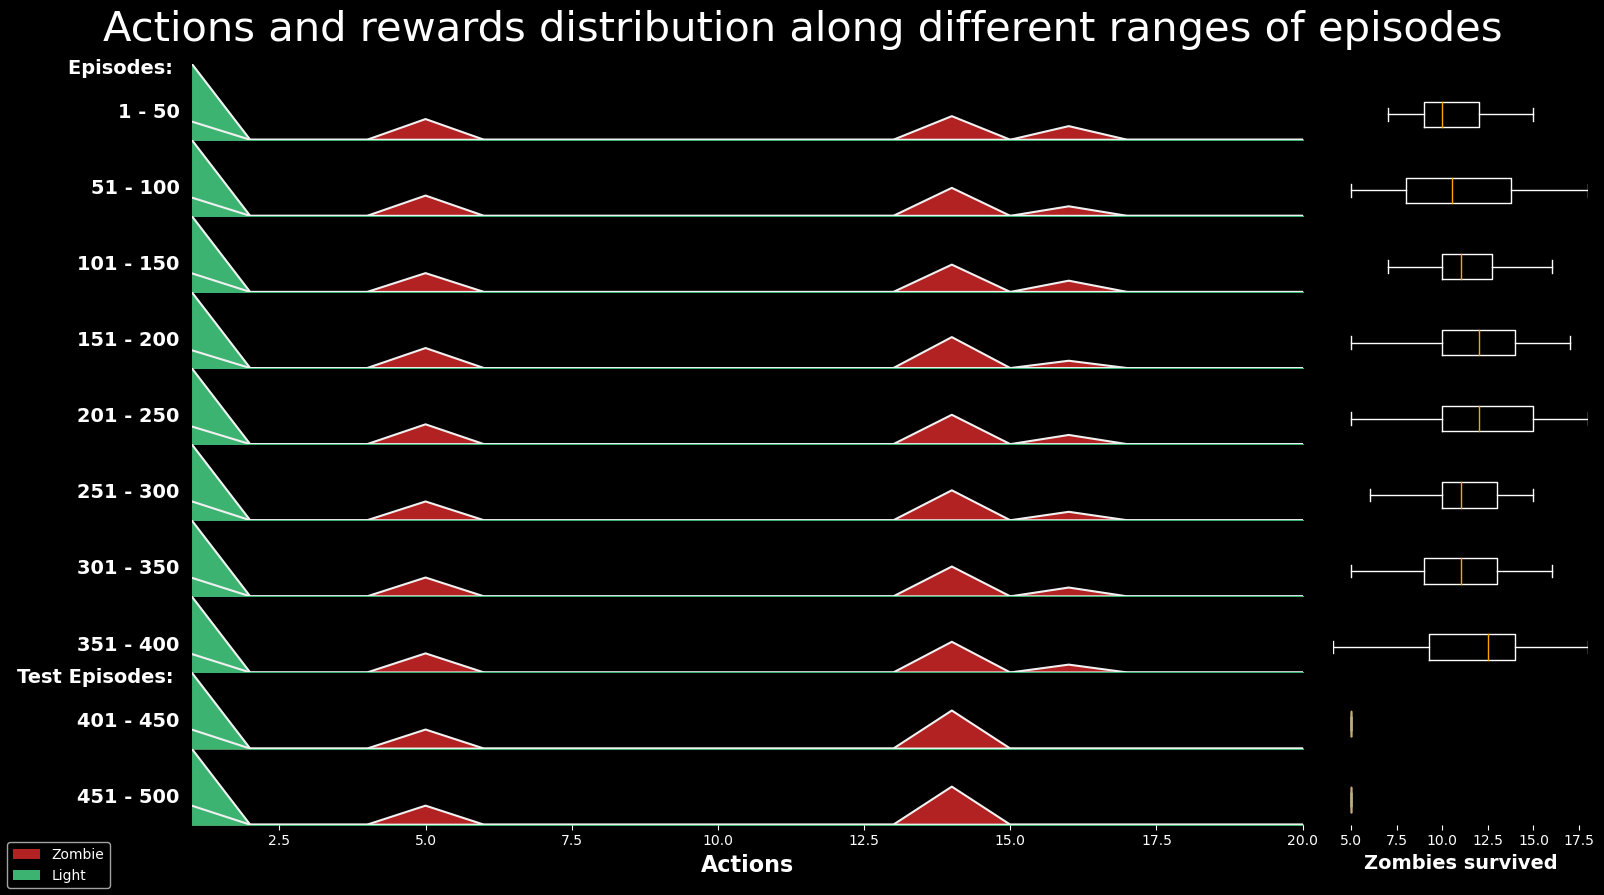 Actions and rewards distribution along different ranges of episodes
Episodes:
1 - 50
51 - 100
101 - 150
151 - 200
201 - 250
251 - 300
301 - 350
351 - 400
Test Episodes:
401 - 450
451 - 500
2.5 5.0 7.5 10.0 12.5 15.0 17.5 20.0
5.0 7.5 10.0 12.5 15.0 17.5
Actions
Zombies survived
Zombie
Light